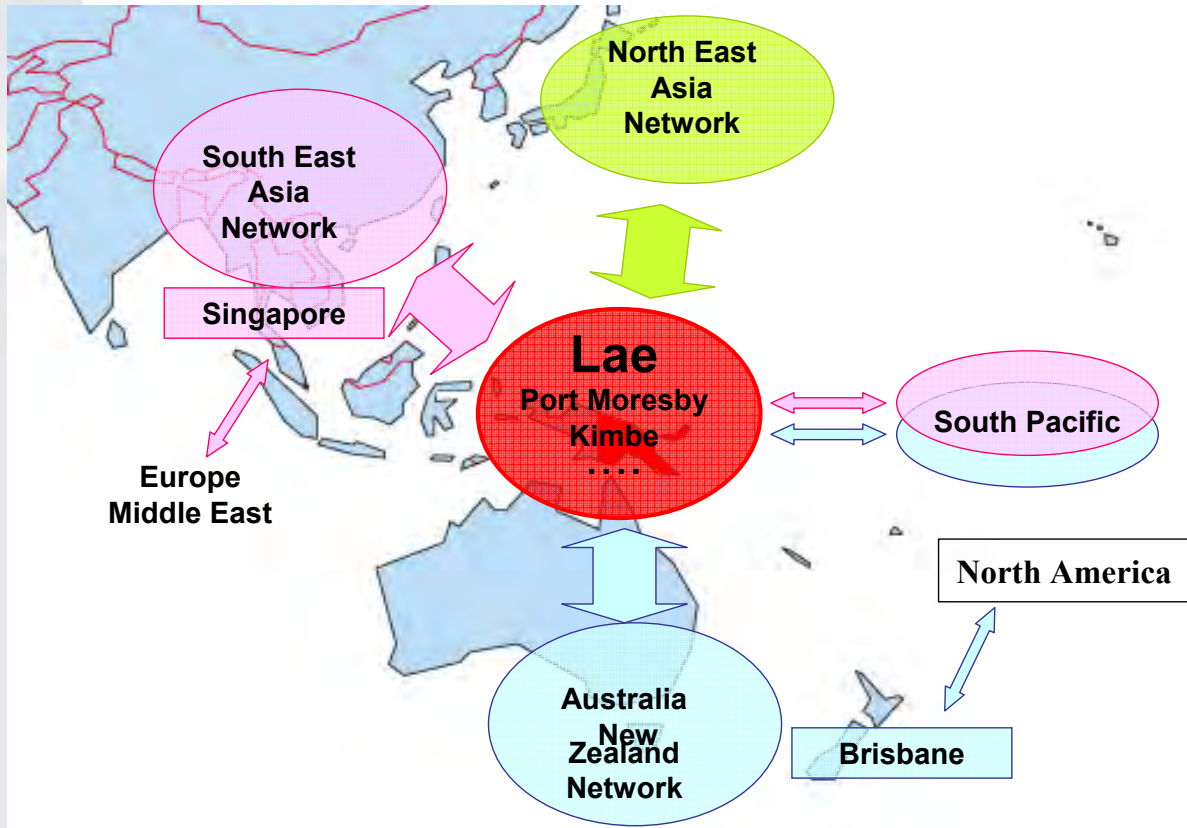 North East
Asia
Network
South East
Asia
Network
Singapore
Lae
Port Moresby
Kimbe
....
South Pacific
Europe
Middle East
North America
Australia
New
Zealand
Network
Brisbane